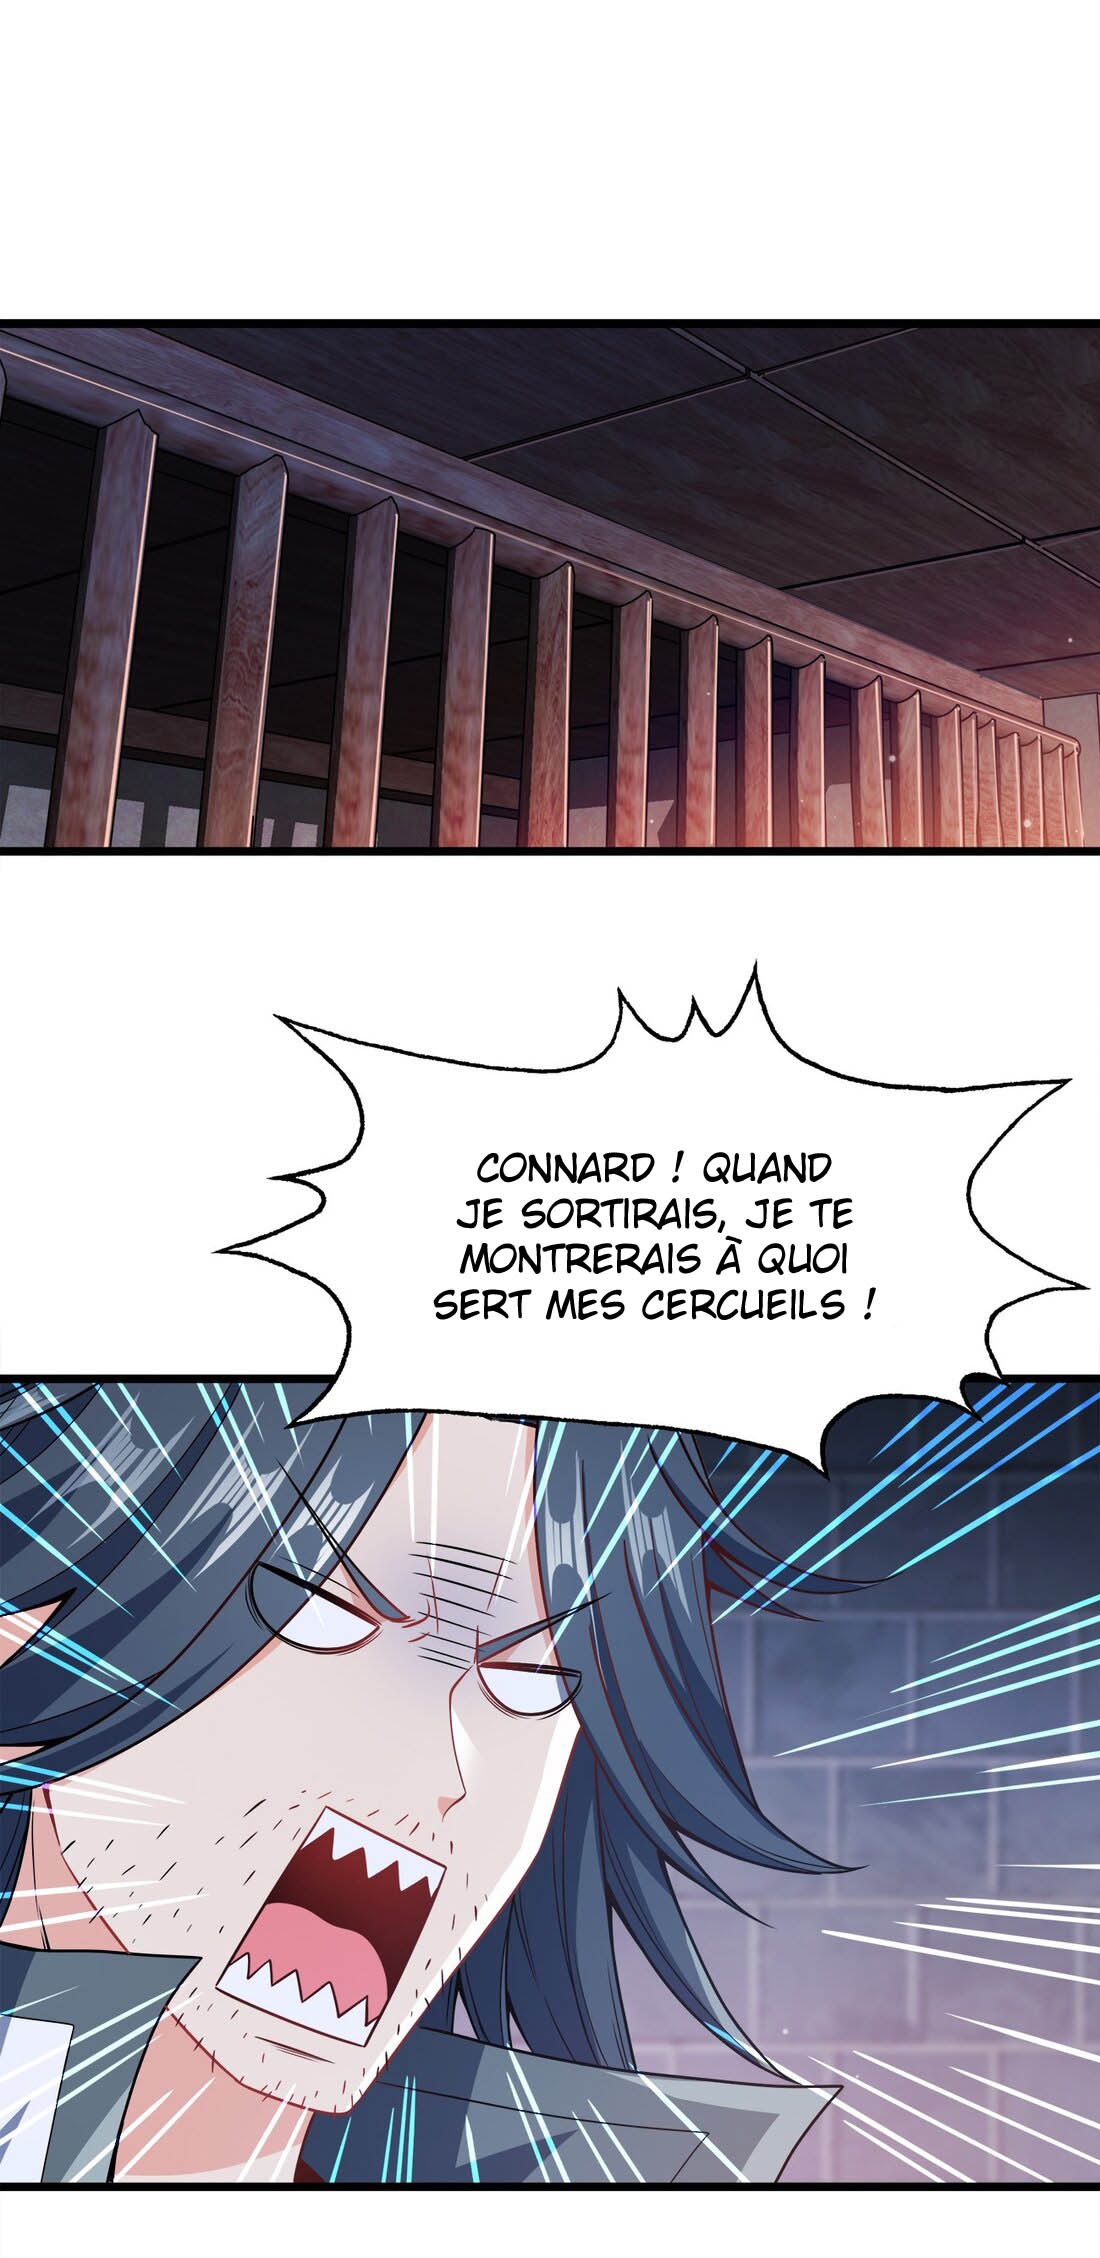 CONNARD ! QUAND
JE SORTIRAIS, JE TE
MONTRERAIS À QUOI
SERT MES CERCUEILS !